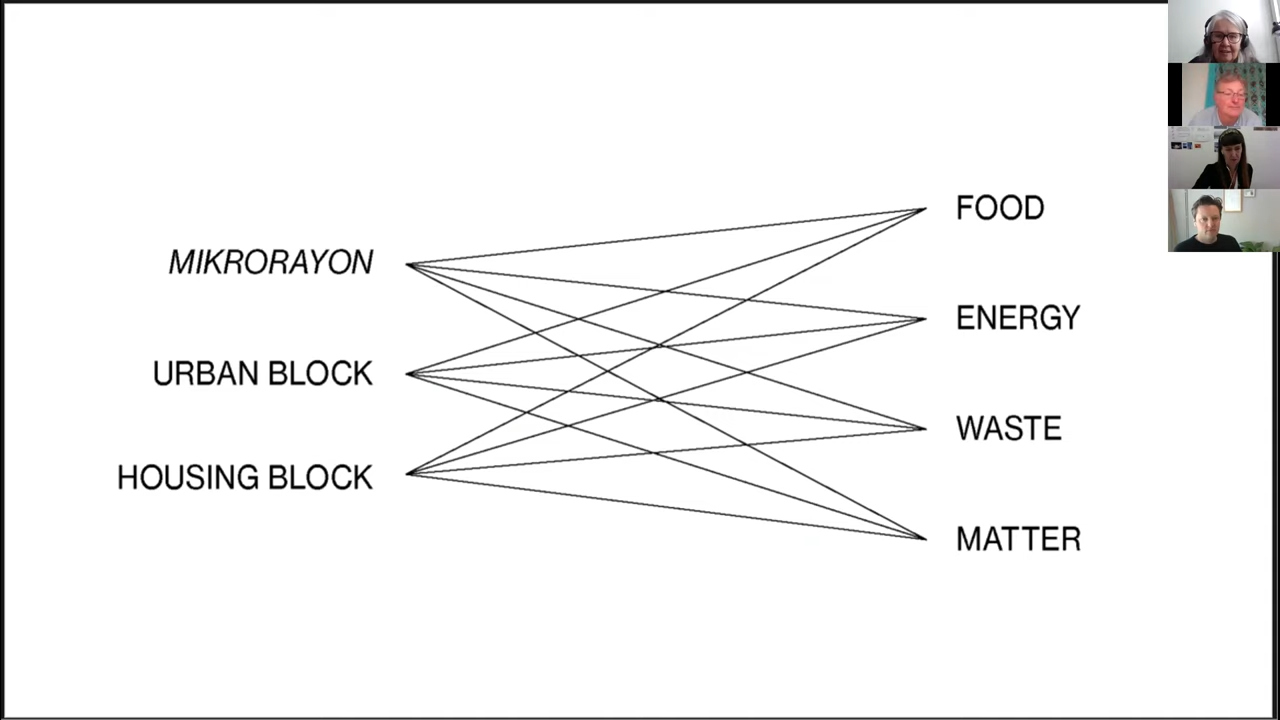 MIKRORAYON
URBAN BLOCK
HOUSING BLOCK
FOOD
ENERGY
WASTE
MATTER